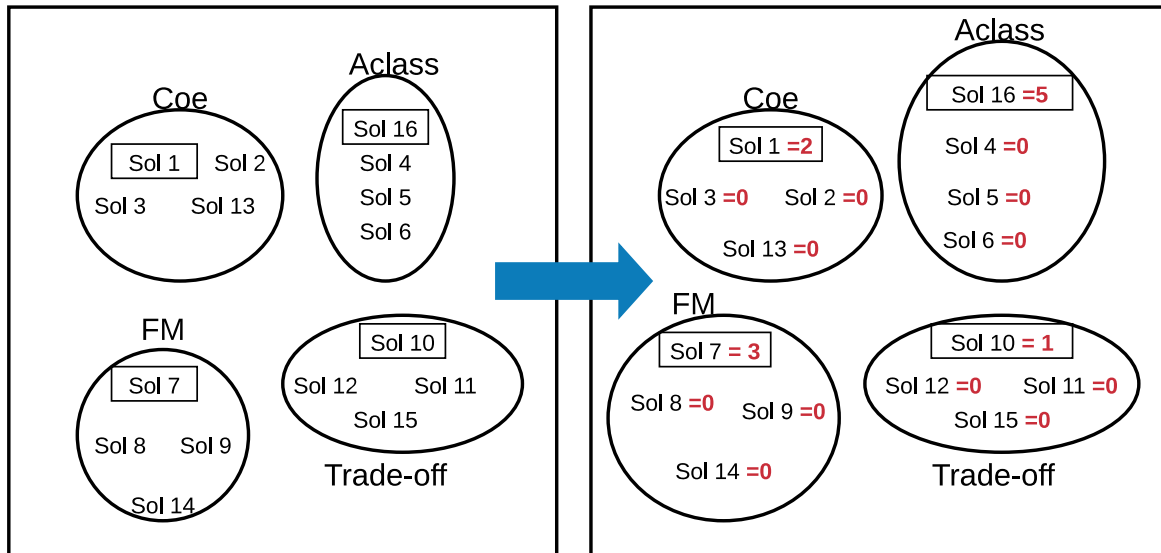 Aclass
Coe
Sol 16
Sol 1
Sol 2
Sol 4
Sol 3
Sol 13
Sol 5
Sol 6
FM
Sol 10
Sol 7
Sol 12
Sol 11
Sol 15
Sol 8
Sol 9
Trade-off
Sol 14
Aclass
Sol 16 =5
Coe
Sol 1 =2
Sol 4 =0
Sol 3 =0
Sol 2 =0
Sol 5 =0
Sol 13 =0
Sol 6 =0
FM
Sol 10 = 1
Sol 7 = 3
Sol 12 =0
Sol 11 =0
Sol 8 =0
Sol 9 =0
Sol 15 =0
Sol 14 =0
Trade-off